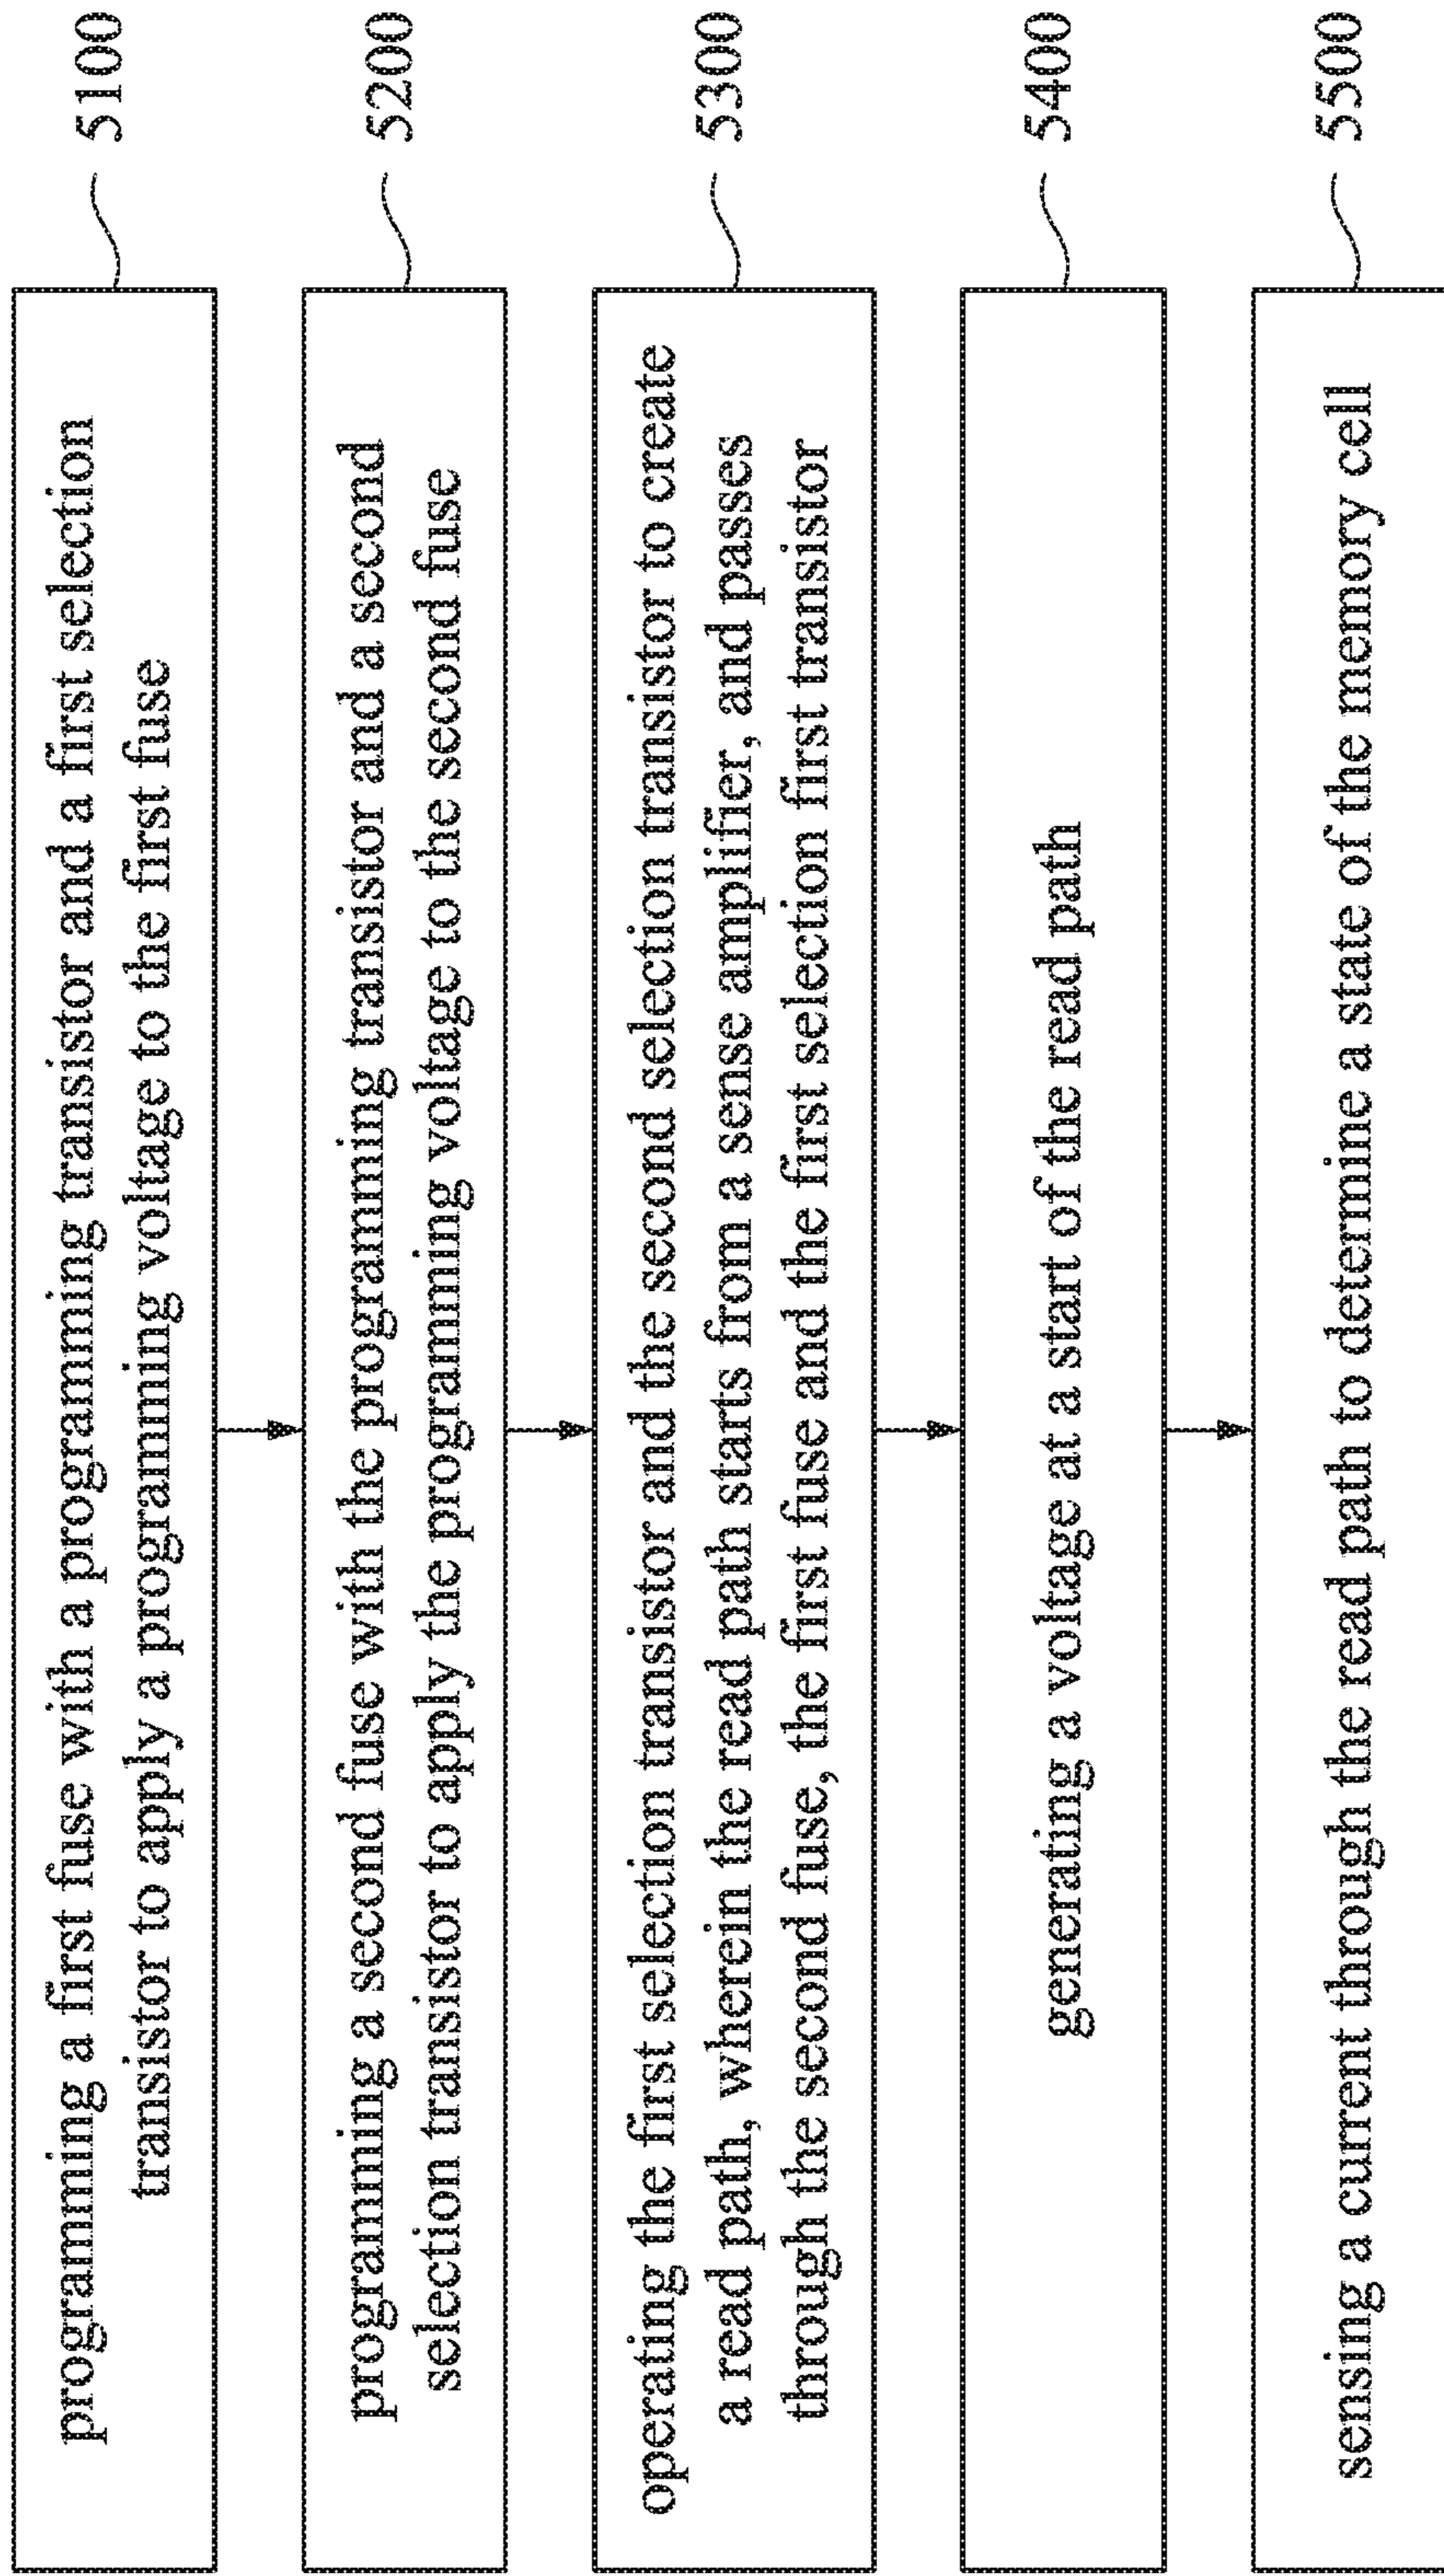 programming a first fuse with a programming transistor and a first selection
transistor to apply a programming voltage to the first fuse
5100
programming a second fuse with the programming transistor and a second
selection transistor to apply the programming voltage to the second fuse
5200
operating the first selection transistor and the second selection transistor to create
a read path, wherein the read path starts from a sense amplifier, and passes
through the second fuse, the first fuse and the first selection first transistor
5300
generating a voltage at a start of the read path
5400
sensing a current through the read path to determine a state of the memory cell
5500